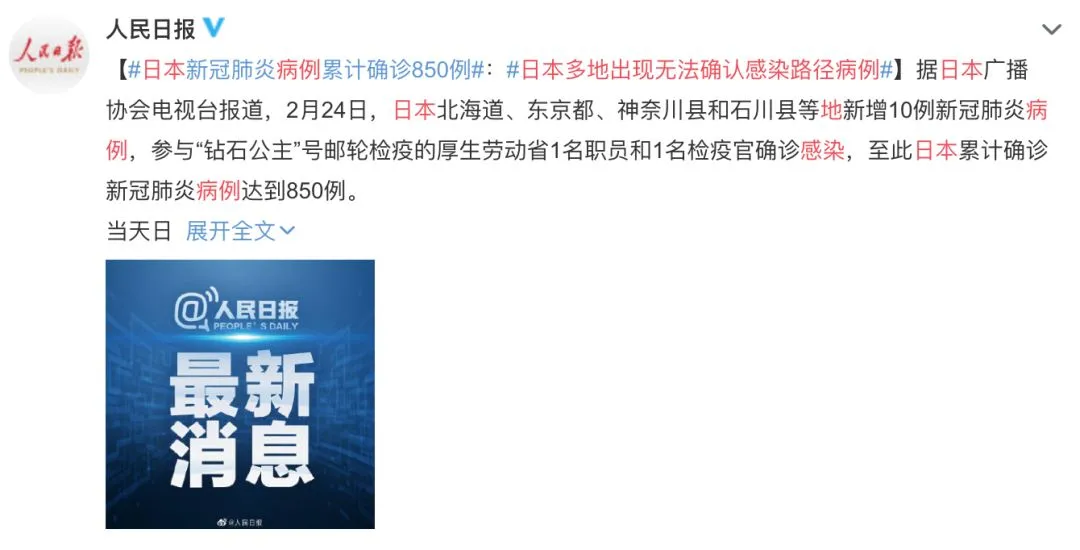 人民日报
PEOPLE'S DAILY
人民日报
【#日本新冠肺炎病例累计确诊850例#：#日本多地出现无法确认感染路径病例#】据日本广播
协会电视台报道，2月24日，日本北海道、东京都、神奈川县和石川县等地新增10例新冠肺炎病
例，参与“钻石公主”号邮轮检疫的厚生劳动省1名职员和1名检疫官确诊感染，至此日本累计确诊
新冠肺炎病例达到850例。
当天日 展开全文
@人民日报
PEOPLE'S DAILY
最新
消息
@人民日报